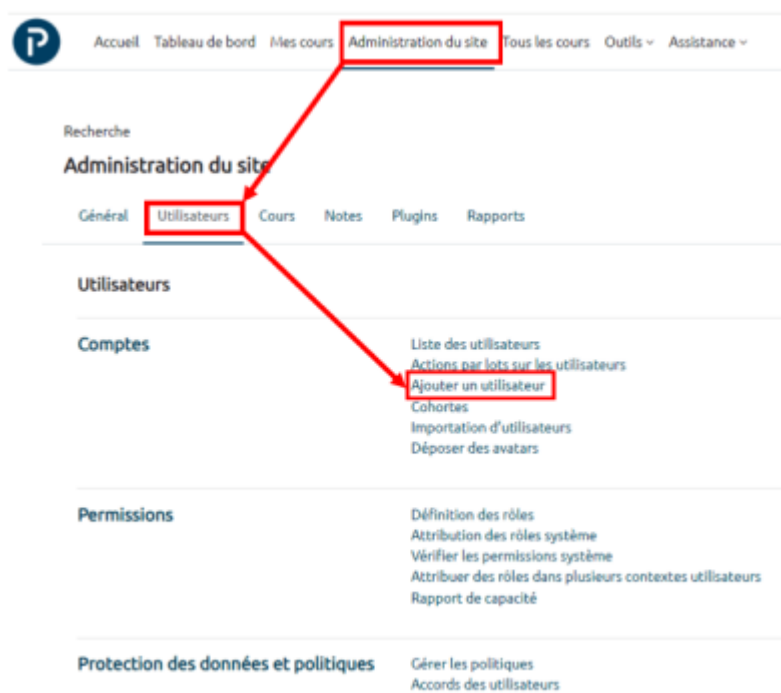 P
Accueil Tableau de bord Mes cours Administration du site Tous les cours Outils Assistance
Recherche
Administration du site
Général Utilisateurs Cours Notes Plugins Rapports
Utilisateurs
Comptes
Liste des utilisateurs
Actions par lots sur les utilisateurs
Ajouter un utilisateur
Cohortes
Importation d'utilisateurs
Déposer des avatars
Permissions
Définition des rôles
Attribution des rôles système
Vérifier les permissions système
Attribuer des rôles dans plusieurs contextes utilisateurs
Rapport de capacité
Protection des données et politiques
Gérer les politiques
Accords des utilisateurs